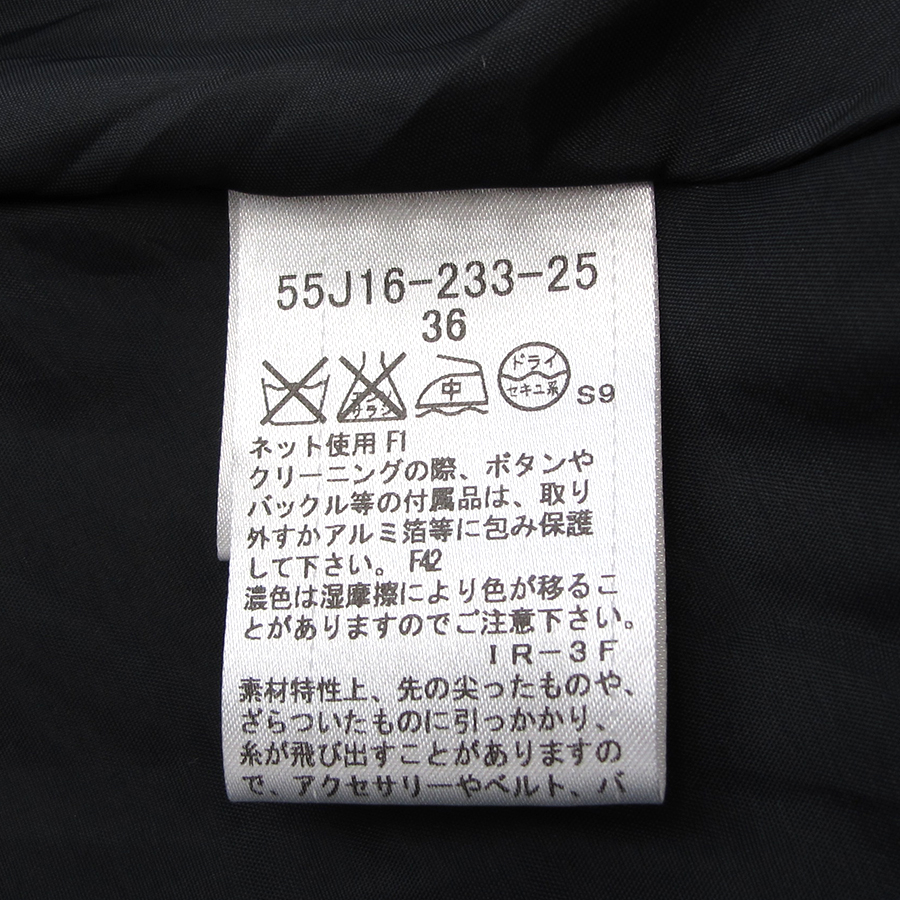 55J16-233-25
36
エンソ
サラシ
中
ドライ
セキユ系
S9
ネット使用 F1
クリーニングの際、ボタンや
バックル等の付属品は、取り
外すかアルミ箔等に包み保護
して下さい。 F42
濃色は湿摩擦により色が移るこ
とがありますのでご注意下さい。
IR-3F
素材特性上、先の尖ったものや、
ざらついたものに引っかかり、
糸が飛び出すことがありますの
で、アクセサリーやベルト、バ